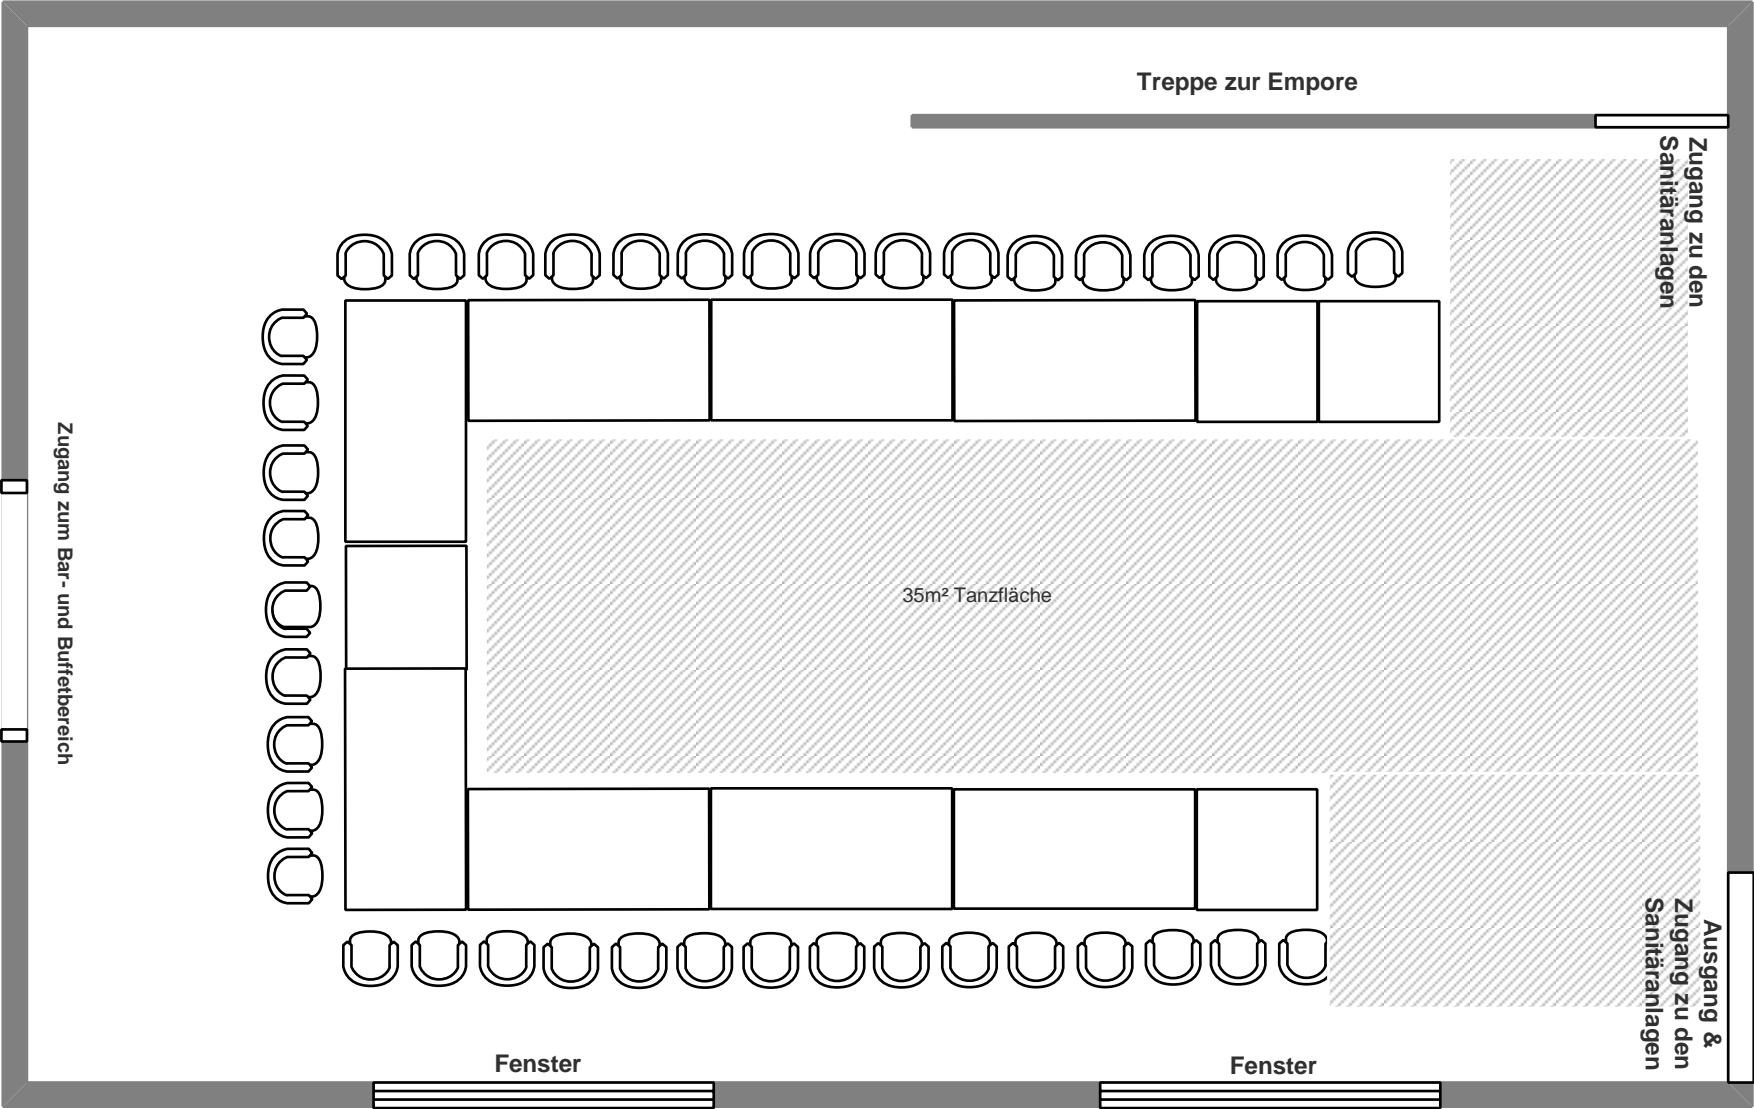 Treppe zur Empore
Zugang zu den
Sanitäranlagen
Zugang zum Bar- und Buffetbereich
35m² Tanzfläche
Ausgang &
Zugang zu den
Sanitäranlagen
Fenster
Fenster